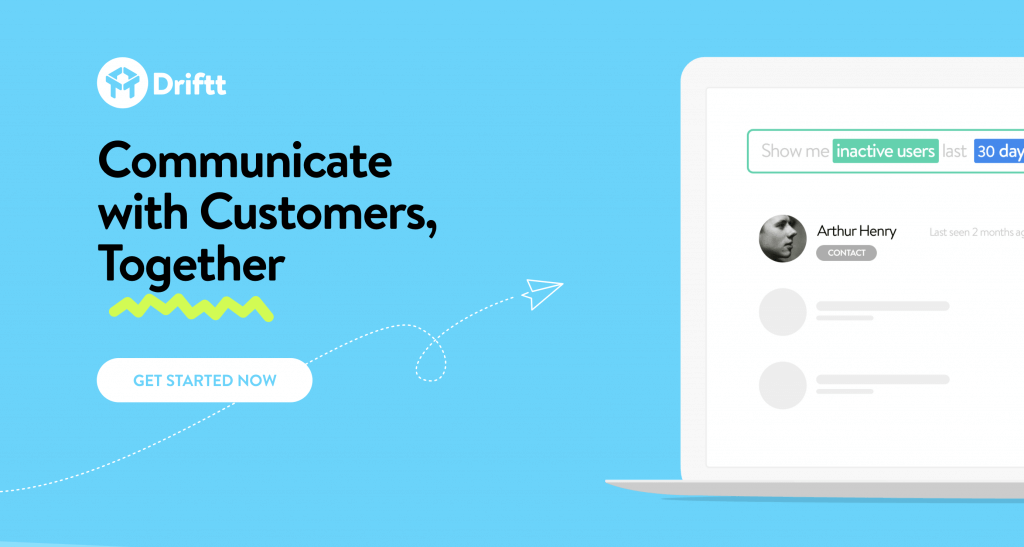 Driftt
Communicate
with Customers,
Together
GET STARTED NOW
Show me inactive users last 30 day
Arthur Henry
Last seen 2 months ag
CONTACT